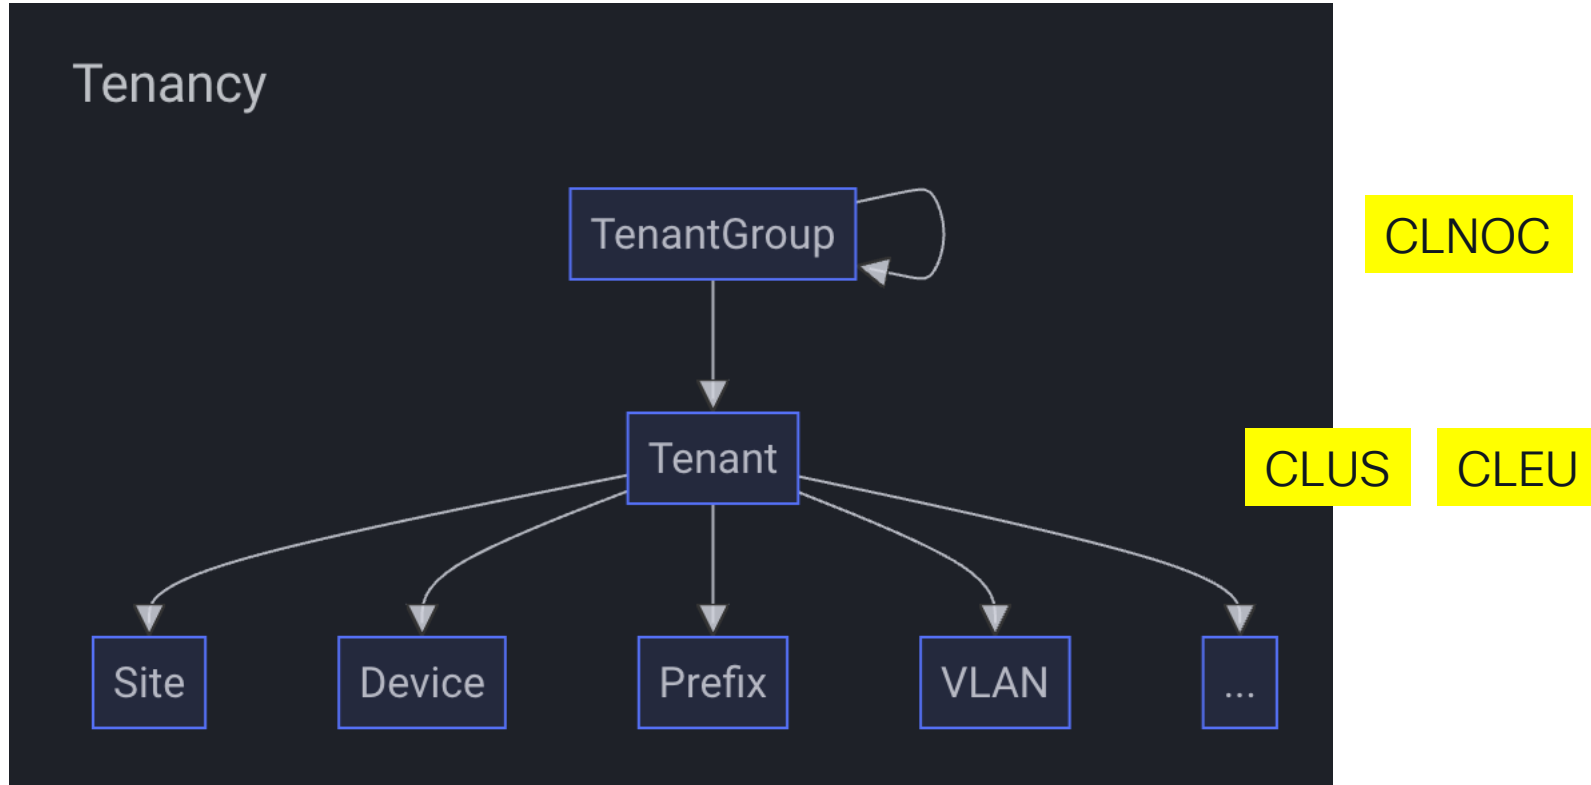 Tenancy
TenantGroup
CLNOC
Tenant
CLUS
CLEU
Site
Device
Prefix
VLAN
...